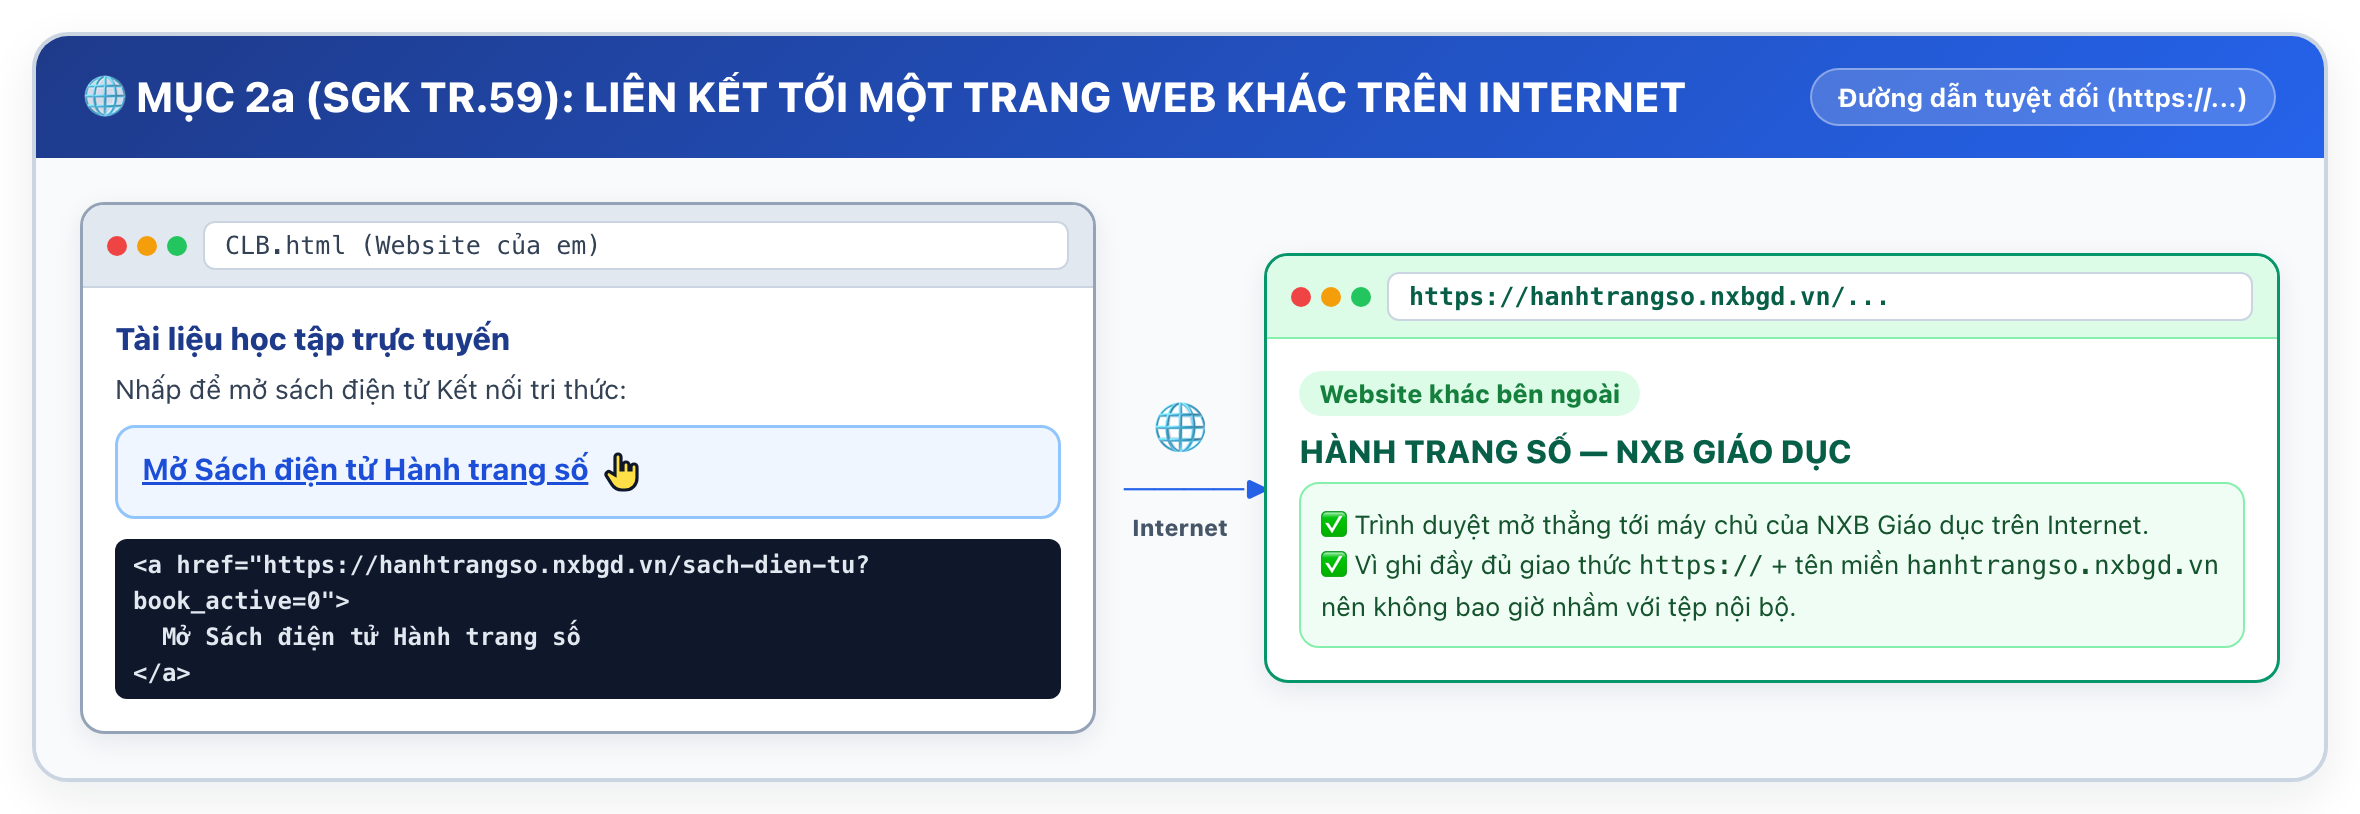 🌐 MỤC 2a (SGK TR.59): LIÊN KẾT TỚI MỘT TRANG WEB KHÁC TRÊN INTERNET
Đường dẫn tuyệt đối (https://...)
CLB.html (Website của em)
Tài liệu học tập trực tuyến
Nhấp để mở sách điện tử Kết nối tri thức:
Mở Sách điện tử Hành trang số
<a href="https://hanhtrangso.nxbgd.vn/sach-dien-tu?
book_active=0">
  Mở Sách điện tử Hành trang số
</a>
Internet
https://hanhtrangso.nxbgd.vn/...
Website khác bên ngoài
HÀNH TRANG SỐ — NXB GIÁO DỤC
✅ Trình duyệt mở thẳng tới máy chủ của NXB Giáo dục trên Internet.
✅ Vì ghi đầy đủ giao thức https:// + tên miền hanhtrangso.nxbgd.vn
nên không bao giờ nhầm với tệp nội bộ.